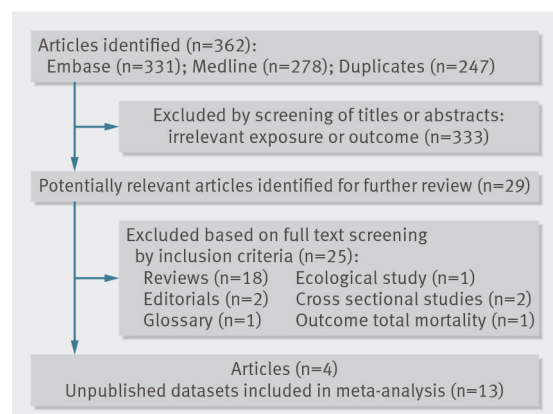 Articles identified (n=362):
Embase (n=331); Medline (n=278); Duplicates (n=247)
Excluded by screening of titles or abstracts:
irrelevant exposure or outcome (n=333)
Potentially relevant articles identified for further review (n=29)
Excluded based on full text screening
by inclusion criteria (n=25):
Reviews (n=18) Ecological study (n=1)
Editorials (n=2) Cross sectional studies (n=2)
Glossary (n=1) Outcome total mortality (n=1)
Articles (n=4)
Unpublished datasets included in meta-analysis (n=13)